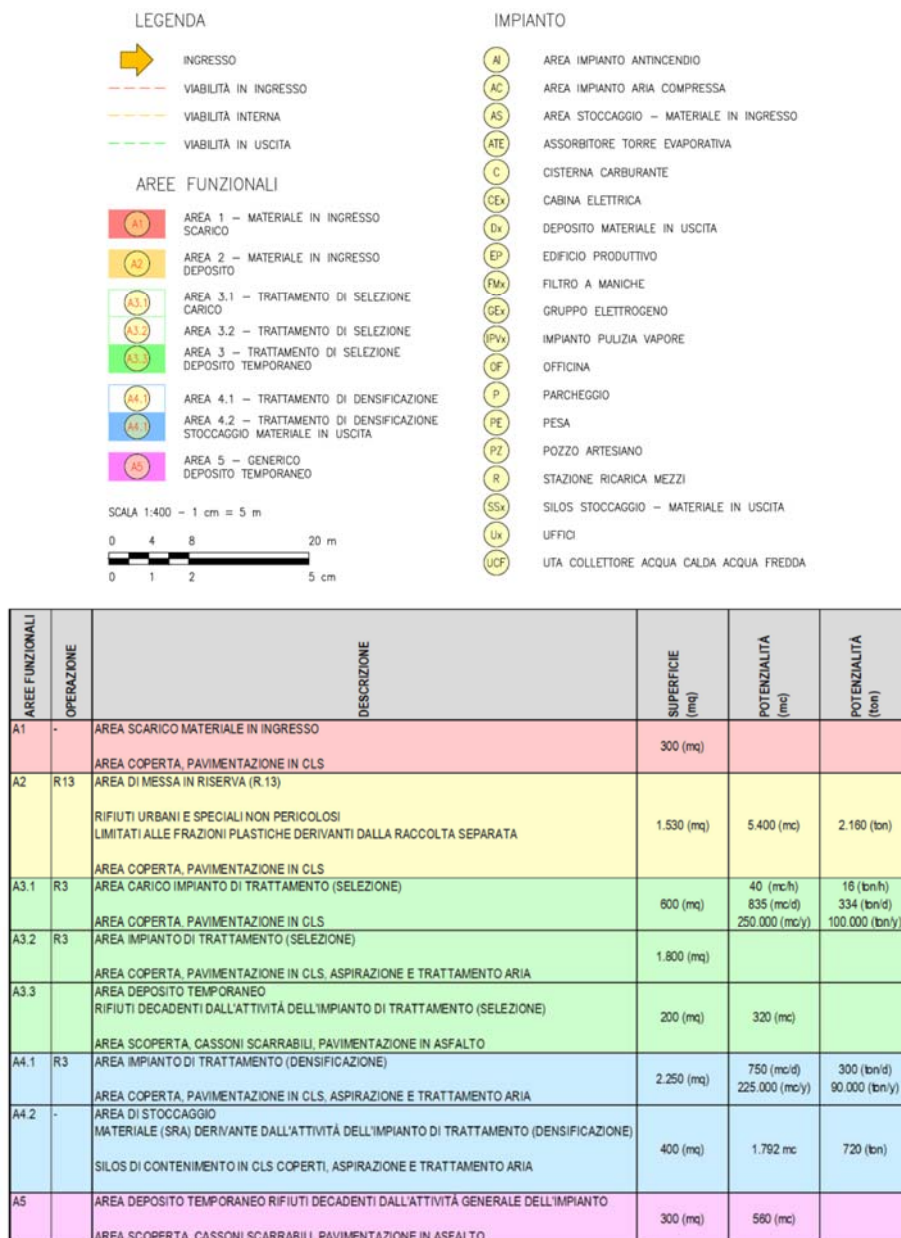 LEGENDA
INGRESSO
VIABILITÀ IN INGRESSO
VIABILITÀ INTERNA
VIABILITÀ IN USCITA
AREE FUNZIONALI
A1
AREA 1 – MATERIALE IN INGRESSO
SCARICO
A2
AREA 2 – MATERIALE IN INGRESSO
DEPOSITO
A3.1
AREA 3.1 – TRATTAMENTO DI SELEZIONE
CARICO
A3.2
AREA 3.2 – TRATTAMENTO DI SELEZIONE
A3.3
AREA 3 – TRATTAMENTO DI SELEZIONE
DEPOSITO TEMPORANEO
A4.1
AREA 4.1 – TRATTAMENTO DI DENSIFICAZIONE
A4.1
AREA 4.2 – TRATTAMENTO DI DENSIFICAZIONE
STOCCAGGIO MATERIALE IN USCITA
A5
AREA 5 – GENERICO
DEPOSITO TEMPORANEO
SCALA 1:400 – 1 cm = 5 m
0 4 8 20 m
0 1 2 5 cm
IMPIANTO
AI AREA IMPIANTO ANTINCENDIO
AC AREA IMPIANTO ARIA COMPRESSA
AS AREA STOCCAGGIO – MATERIALE IN INGRESSO
ATE ASSORBITORE TORRE EVAPORATIVA
C CISTERNA CARBURANTE
CEx CABINA ELETTRICA
Dx DEPOSITO MATERIALE IN USCITA
EP EDIFICIO PRODUTTIVO
FMx FILTRO A MANICHE
GEx GRUPPO ELETTROGENO
IPVx IMPIANTO PULIZIA VAPORE
OF OFFICINA
P PARCHEGGIO
PE PESA
PZ POZZO ARTESIANO
R STAZIONE RICARICA MEZZI
SSx SILOS STOCCAGGIO – MATERIALE IN USCITA
Ux UFFICI
UCF UTA COLLETTORE ACQUA CALDA ACQUA FREDDA
AREE FUNZIONALI
OPERAZIONE
DESCRIZIONE
SUPERFICIE (mq)
POTENZIALITÀ (mc)
POTENZIALITÀ (ton)
A1 - AREA SCARICO MATERIALE IN INGRESSO
300 (mq)
AREA COPERTA, PAVIMENTAZIONE IN CLS
A2 R13 AREA DI MESSA IN RISERVA (R.13)
RIFIUTI URBANI E SPECIALI NON PERICOLOSI
LIMITATI ALLE FRAZIONI PLASTICHE DERIVANTI DALLA RACCOLTA SEPARATA
1.530 (mq) 5.400 (mc) 2.160 (ton)
AREA COPERTA, PAVIMENTAZIONE IN CLS
A3.1 R3 AREA CARICO IMPIANTO DI TRATTAMENTO (SELEZIONE)
AREA COPERTA, PAVIMENTAZIONE IN CLS
600 (mq)
40 (mc/h) 16 (ton/h)
835 (mc/d) 334 (ton/d)
250.000 (mc/y) 100.000 (ton/y)
A3.2 R3 AREA IMPIANTO DI TRATTAMENTO (SELEZIONE)
1.800 (mq)
AREA COPERTA, PAVIMENTAZIONE IN CLS, ASPIRAZIONE E TRATTAMENTO ARIA
A3.3 AREA DEPOSITO TEMPORANEO
RIFIUTI DECADENTI DALL'ATTIVITÀ DELL'IMPIANTO DI TRATTAMENTO (SELEZIONE)
200 (mq) 320 (mc)
AREA SCOPERTA, CASSONI SCARRABILI, PAVIMENTAZIONE IN ASFALTO
A4.1 R3 AREA IMPIANTO DI TRATTAMENTO (DENSIFICAZIONE)
AREA COPERTA, PAVIMENTAZIONE IN CLS, ASPIRAZIONE E TRATTAMENTO ARIA
2.250 (mq)
750 (mc/d) 300 (ton/d)
225.000 (mc/y) 90.000 (ton/y)
A4.2 - AREA DI STOCCAGGIO
MATERIALE (SRA) DERIVANTE DALL'ATTIVITÀ DELL'IMPIANTO DI TRATTAMENTO (DENSIFICAZIONE)
400 (mq) 1.792 mc 720 (ton)
SILOS DI CONTENIMENTO IN CLS COPERTI, ASPIRAZIONE E TRATTAMENTO ARIA
A5 AREA DEPOSITO TEMPORANEO RIFIUTI DECADENTI DALL'ATTIVITÀ GENERALE DELL'IMPIANTO
300 (mq) 560 (mc)
AREA SCOPERTA, CASSONI SCARRABILI, PAVIMENTAZIONE IN ASFALTO